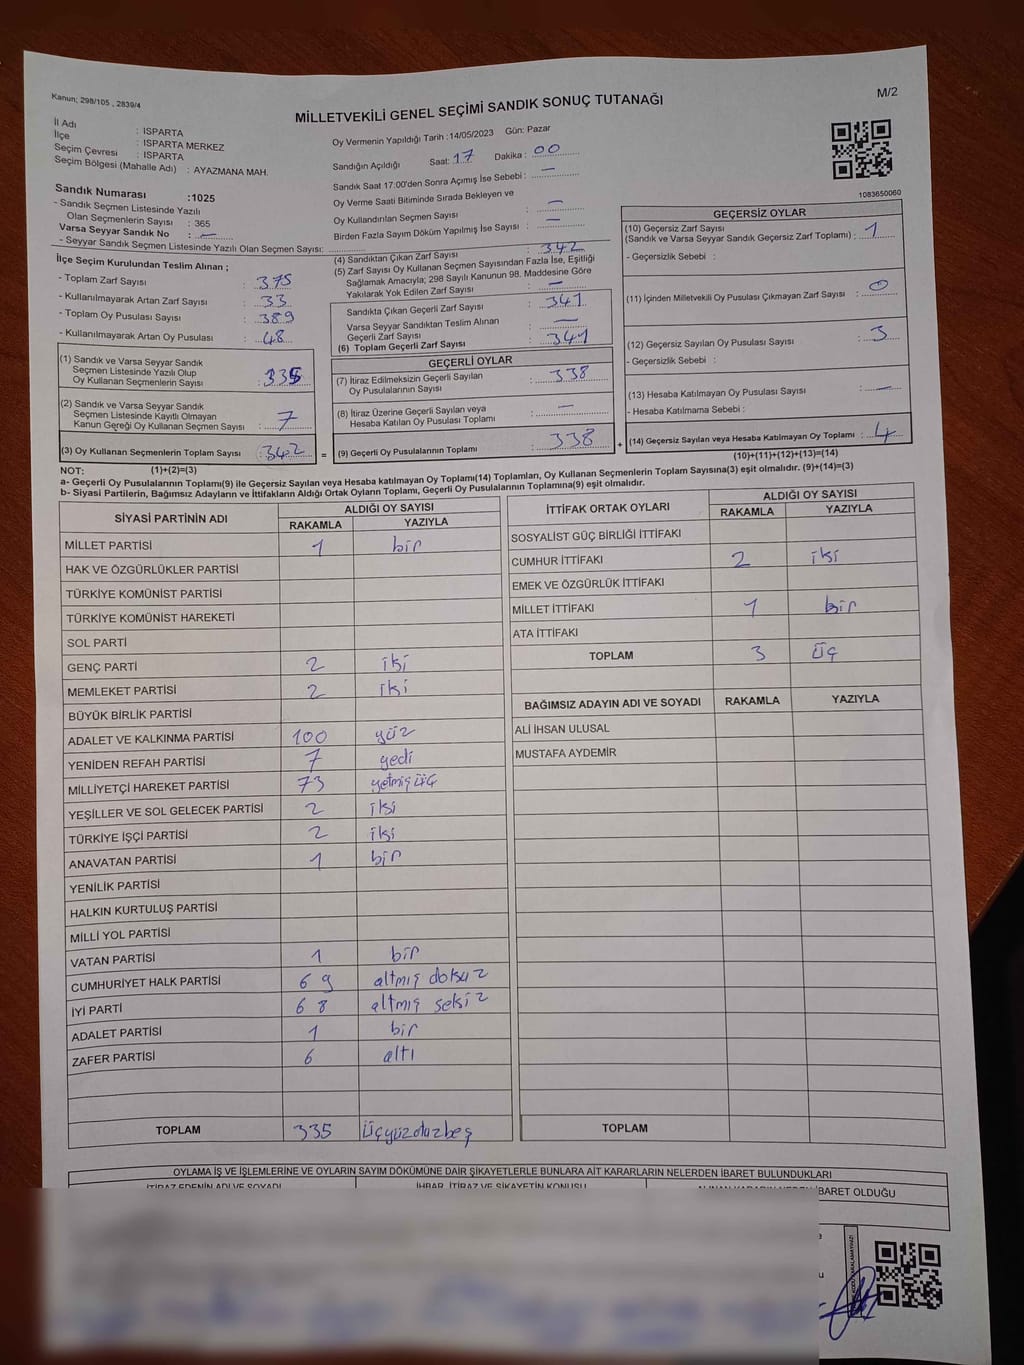 Kanun; 298/105 , 2839/4
MİLLETVEKİLİ GENEL SEÇİMİ SANDIK SONUÇ TUTANAĞI
M/2
İl Adı : ISPARTA
İlçe : ISPARTA MERKEZ
Seçim Çevresi : ISPARTA
Seçim Bölgesi (Mahalle Adı) : AYAZMANA MAH.
Oy Vermenin Yapıldığı Tarih :14/05/2023 Gün: Pazar
Sandığın Açıldığı Saat: 17 Dakika : 00
Sandık Saat 17:00'den Sonra Açılmış İse Sebebi : —
Oy Verme Saati Bitiminde Sırada Bekleyen ve
Oy Kullandırılan Seçmen Sayısı : —
Birden Fazla Sayım Döküm Yapılmış İse Sayısı : —
1083650060
Sandık Numarası :1025
- Sandık Seçmen Listesinde Yazılı
Olan Seçmenlerin Sayısı : 365
Varsa Seyyar Sandık No : —
- Seyyar Sandık Seçmen Listesinde Yazılı Olan Seçmen Sayısı:
İlçe Seçim Kurulundan Teslim Alınan ;
- Toplam Zarf Sayısı : 375
- Kullanılmayarak Artan Zarf Sayısı : 33
- Toplam Oy Pusulası Sayısı : 389
- Kullanılmayarak Artan Oy Pusulası : 48
(1) Sandık ve Varsa Seyyar Sandık
Seçmen Listesinde Yazılı Olup
Oy Kullanan Seçmenlerin Sayısı : 335
(2) Sandık ve Varsa Seyyar Sandık
Seçmen Listesinde Kayıtlı Olmayan
Kanun Gereği Oy Kullanan Seçmen Sayısı : 7
(3) Oy Kullanan Seçmenlerin Toplam Sayısı : 342
(4) Sandıktan Çıkan Zarf Sayısı : 342
(5) Zarf Sayısı Oy Kullanan Seçmen Sayısından Fazla İse, Eşitliği
Sağlamak Amacıyla; 298 Sayılı Kanunun 98. Maddesine Göre
Yakılarak Yok Edilen Zarf Sayısı : —
Sandıkta Çıkan Geçerli Zarf Sayısı : 341
Varsa Seyyar Sandıktan Teslim Alınan
Geçerli Zarf Sayısı : —
(6) Toplam Geçerli Zarf Sayısı : 341
GEÇERLİ OYLAR
(7) İtiraz Edilmeksizin Geçerli Sayılan
Oy Pusulalarının Sayısı : 338
(8) İtiraz Üzerine Geçerli Sayılan veya
Hesaba Katılan Oy Pusulası Toplamı : —
= (9) Geçerli Oy Pusulalarının Toplamı : 338 +
GEÇERSİZ OYLAR
(10) Geçersiz Zarf Sayısı
(Sandık ve Varsa Seyyar Sandık Geçersiz Zarf Toplamı) : 1
- Geçersizlik Sebebi :
(11) İçinden Milletvekili Oy Pusulası Çıkmayan Zarf Sayısı : 0
(12) Geçersiz Sayılan Oy Pusulası Sayısı : 3
- Geçersizlik Sebebi :
(13) Hesaba Katılmayan Oy Pusulası Sayısı : —
- Hesaba Katılmama Sebebi :
(14) Geçersiz Sayılan veya Hesaba Katılmayan Oy Toplamı : 4
NOT: (1)+(2)=(3)
(10)+(11)+(12)+(13)=(14)
a- Geçerli Oy Pusulalarının Toplamı(9) ile Geçersiz Sayılan veya Hesaba katılmayan Oy Toplamı(14) Toplamları, Oy Kullanan Seçmenlerin Toplam Sayısına(3) eşit olmalıdır. (9)+(14)=(3)
b- Siyasi Partilerin, Bağımsız Adayların ve İttifakların Aldığı Ortak Oyların Toplamı, Geçerli Oy Pusulalarının Toplamına(9) eşit olmalıdır.
SİYASİ PARTİNİN ADI
ALDIĞI OY SAYISI
RAKAMLA YAZIYLA
MİLLET PARTİSİ 1 bir
HAK VE ÖZGÜRLÜKLER PARTİSİ
TÜRKİYE KOMÜNİST PARTİSİ
TÜRKİYE KOMÜNİST HAREKETİ
SOL PARTİ
GENÇ PARTİ 2 iki
MEMLEKET PARTİSİ 2 iki
BÜYÜK BİRLİK PARTİSİ
ADALET VE KALKINMA PARTİSİ 100 yüz
YENİDEN REFAH PARTİSİ 7 yedi
MİLLİYETÇİ HAREKET PARTİSİ 73 yetmiş üç
YEŞİLLER VE SOL GELECEK PARTİSİ 2 iki
TÜRKİYE İŞÇİ PARTİSİ 2 iki
ANAVATAN PARTİSİ 1 bir
YENİLİK PARTİSİ
HALKIN KURTULUŞ PARTİSİ
MİLLİ YOL PARTİSİ
VATAN PARTİSİ 1 bir
CUMHURİYET HALK PARTİSİ 69 altmış dokuz
İYİ PARTİ 68 altmış sekiz
ADALET PARTİSİ 1 bir
ZAFER PARTİSİ 6 altı
TOPLAM 335 üçyüzotuzbeş
İTTİFAK ORTAK OYLARI
ALDIĞI OY SAYISI
RAKAMLA YAZIYLA
SOSYALİST GÜÇ BİRLİĞİ İTTİFAKI
CUMHUR İTTİFAKI 2 iki
EMEK VE ÖZGÜRLÜK İTTİFAKI
MİLLET İTTİFAKI 1 bir
ATA İTTİFAKI
TOPLAM 3 üç
BAĞIMSIZ ADAYIN ADI VE SOYADI RAKAMLA YAZIYLA
ALİ İHSAN ULUSAL
MUSTAFA AYDEMİR
TOPLAM
OYLAMA İŞ VE İŞLEMLERİNE VE OYLARIN SAYIM DÖKÜMÜNE DAİR ŞİKAYETLERLE BUNLARA AİT KARARLARIN NELERDEN İBARET BULUNDUKLARI
İTİRAZ EDENİN ADI VE SOYADI İHBAR, İTİRAZ VE ŞİKAYETİN KONUSU BARET OLDUĞU